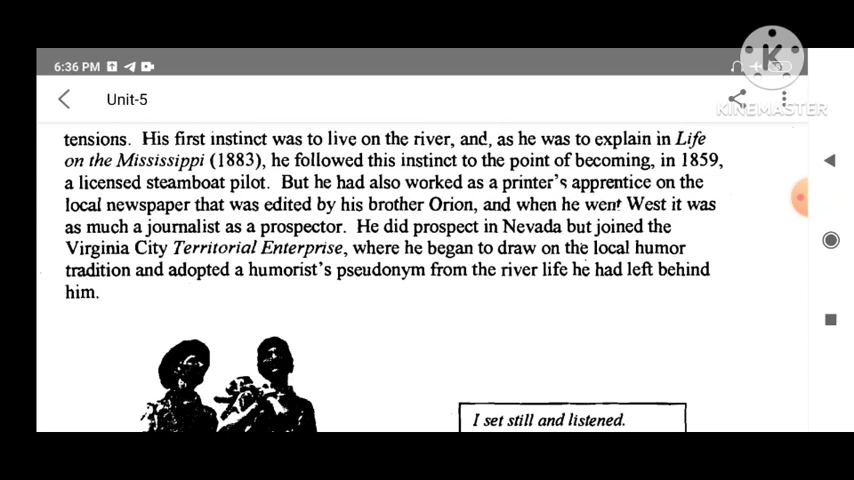 6:36 PM
KINEMASTER
Unit-5
tensions. His first instinct was to live on the river, and, as he was to explain in Life
on the Mississippi (1883), he followed this instinct to the point of becoming, in 1859,
a licensed steamboat pilot. But he had also worked as a printer's apprentice on the
local newspaper that was edited by his brother Orion, and when he went West it was
as much a journalist as a prospector. He did prospect in Nevada but joined the
Virginia City Territorial Enterprise, where he began to draw on the local humor
tradition and adopted a humorist's pseudonym from the river life he had left behind
him.
I set still and listened.